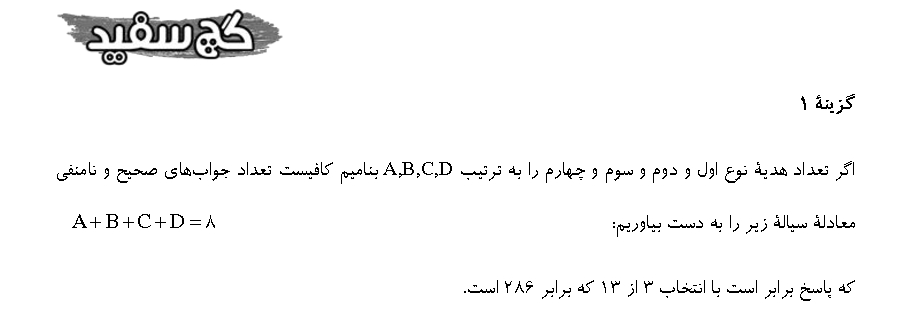 گچ سفید
گزینهٔ ۱
اگر تعداد هدیهٔ نوع اول و دوم و سوم و چهارم را به ترتیب A,B,C,D بنامیم کافیست تعداد جواب‌های صحیح و نامنفی
معادلهٔ سیالهٔ زیر را به دست بیاوریم: A+B+C+D=۸
که پاسخ برابر است با انتخاب ۳ از ۱۳ که برابر ۲۸۶ است.